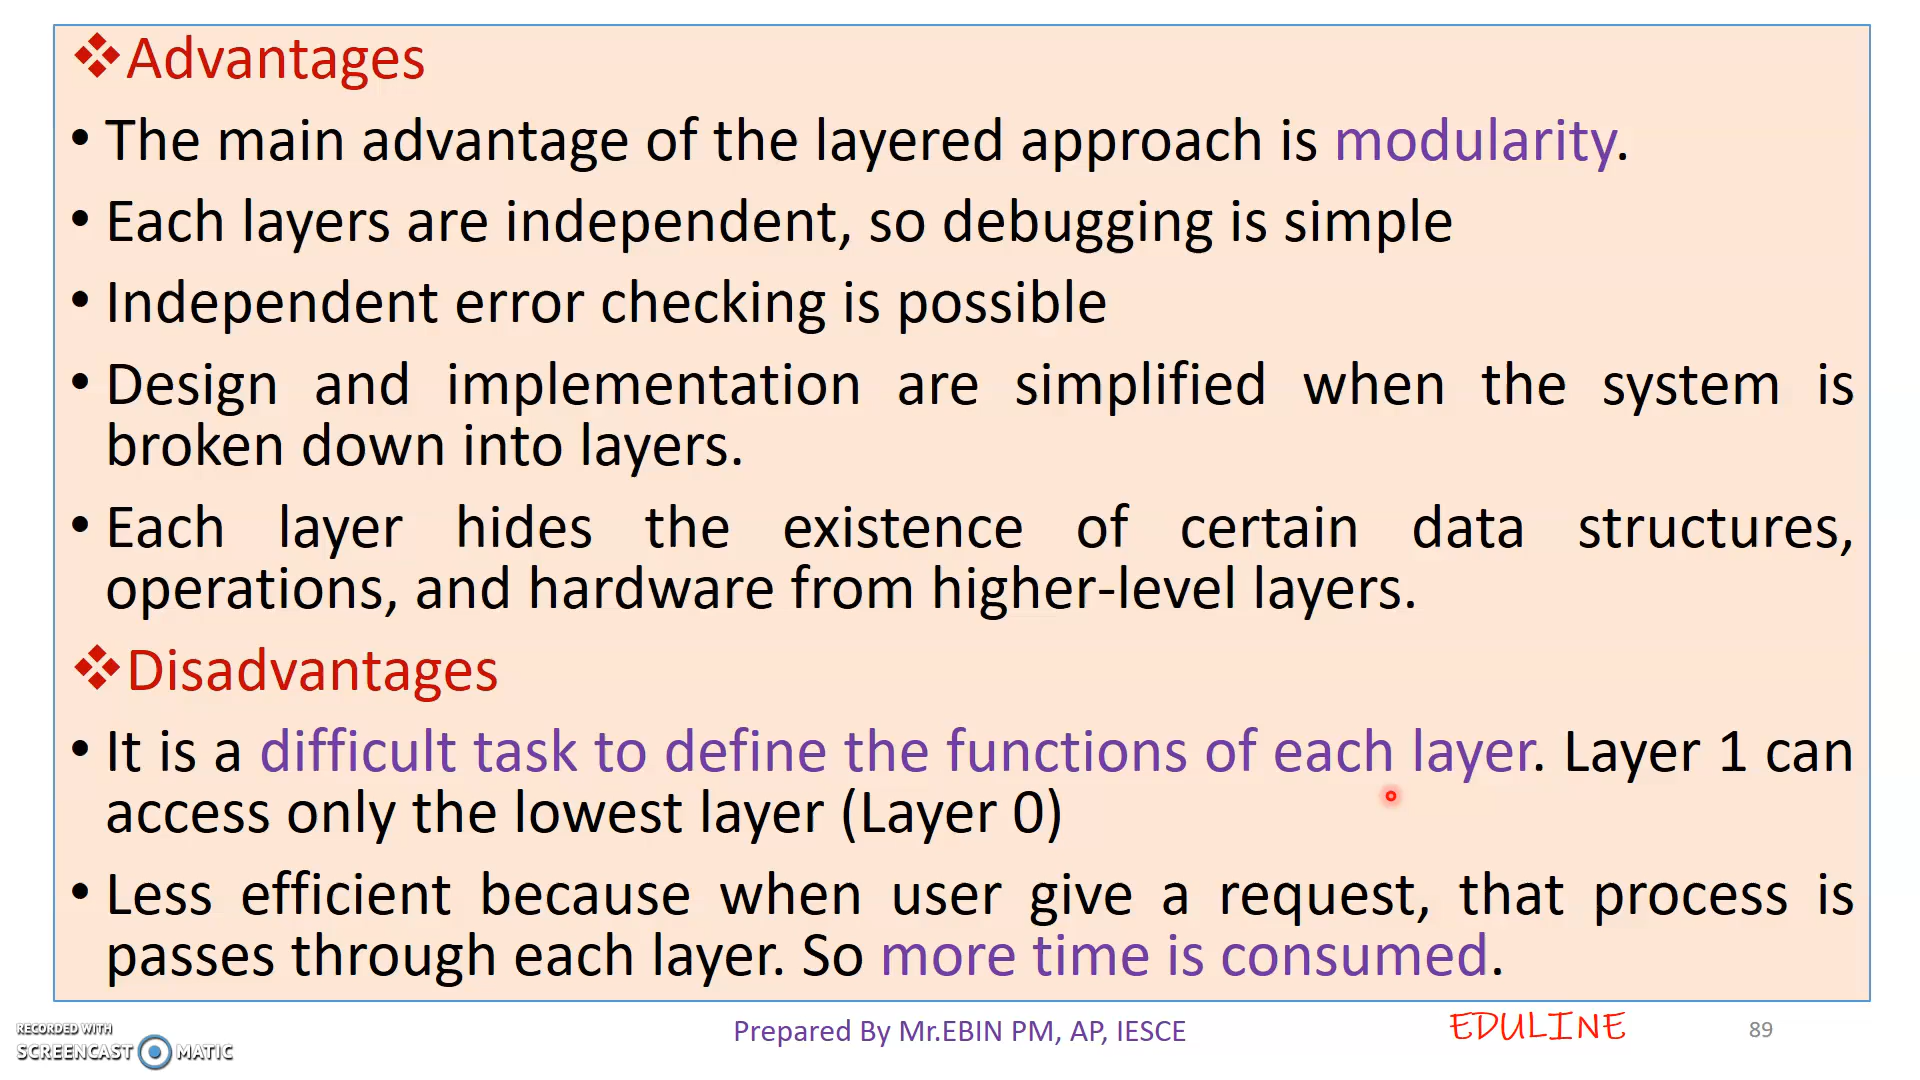 ❖Advantages
• The main advantage of the layered approach is modularity.
• Each layers are independent, so debugging is simple
• Independent error checking is possible
• Design and implementation are simplified when the system is
broken down into layers.
• Each layer hides the existence of certain data structures,
operations, and hardware from higher-level layers.
❖Disadvantages
• It is a difficult task to define the functions of each layer. Layer 1 can
access only the lowest layer (Layer 0)
• Less efficient because when user give a request, that process is
passes through each layer. So more time is consumed.
RECORDED WITH
SCREENCAST MATIC
Prepared By Mr.EBIN PM, AP, IESCE
EDULINE
89